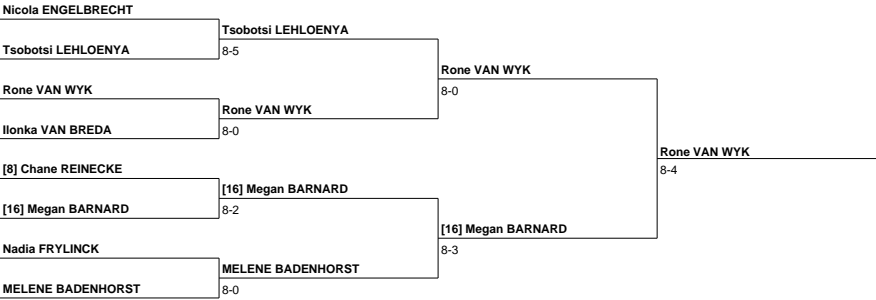 Nicola ENGELBRECHT
Tsobotsi LEHLOENYA
Tsobotsi LEHLOENYA
8-5
Rone VAN WYK
Rone VAN WYK
8-0
Rone VAN WYK
8-0
Ilonka VAN BREDA
Rone VAN WYK
8-4
[8] Chane REINECKE
[16] Megan BARNARD
[16] Megan BARNARD
8-2
[16] Megan BARNARD
8-3
Nadia FRYLINCK
MELENE BADENHORST
MELENE BADENHORST
8-0